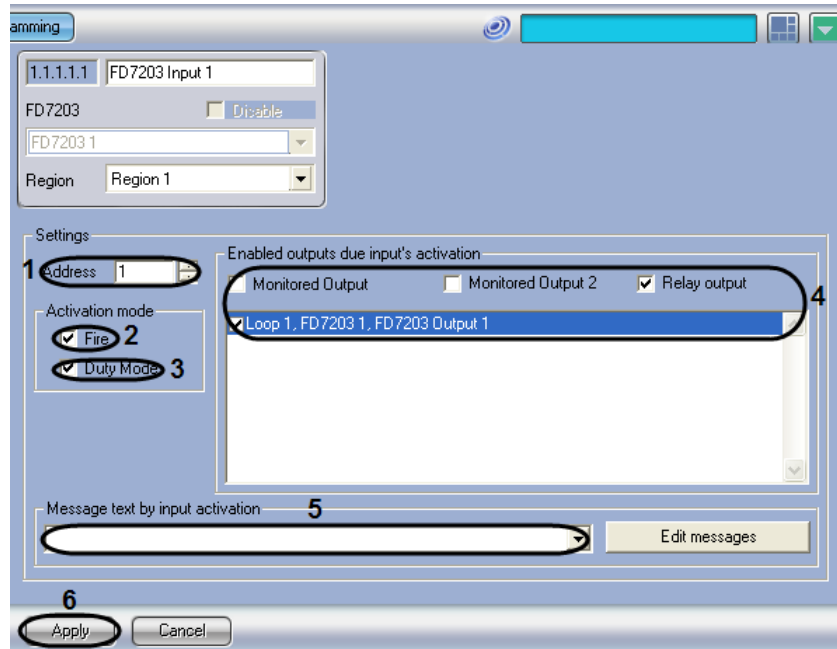 amming
1.1.1.1.1 FD7203 Input 1
FD7203 Disable
FD7203 1
Region Region 1
Settings
Enabled outputs due input's activation
1 Address 1
Monitored Output Monitored Output 2 Relay output 4
Activation mode
Loop 1, FD7203 1, FD7203 Output 1
Fire 2
Duty Mode 3
Message text by input activation 5
Edit messages
6
Apply Cancel